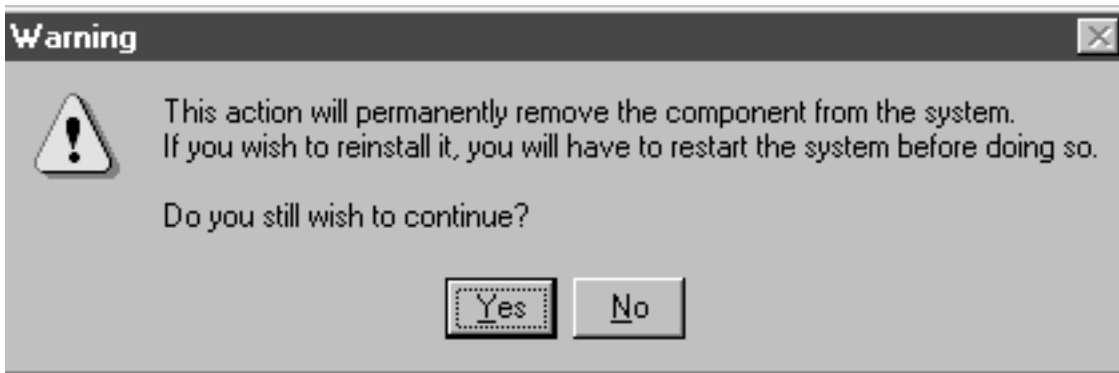 Warning
This action will permanently remove the component from the system.
If you wish to reinstall it, you will have to restart the system before doing so.
Do you still wish to continue?
Yes No